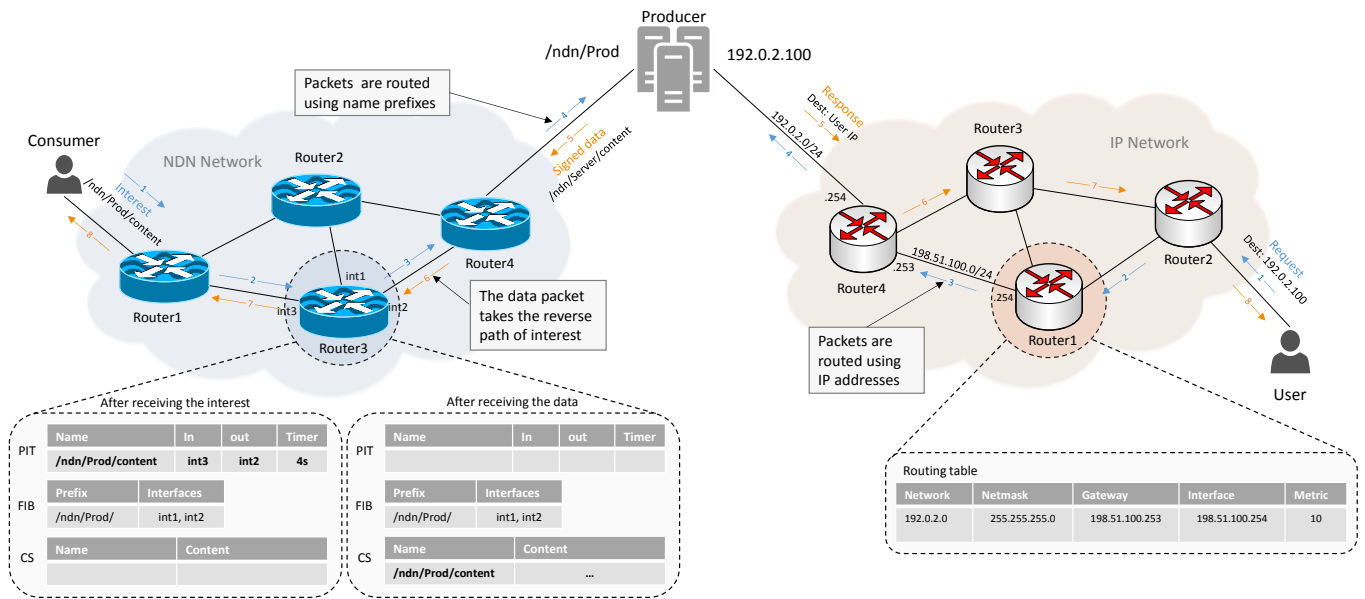 Producer
/ndn/Prod
192.0.2.100
Packets are routed
using name prefixes
4
5
Signed data
/ndn/Server/content
Consumer
NDN Network
Router2
1
Interest
/ndn/Prod/content
8
Router1
2
7
int3
int1
int2
Router3
3
6
Router4
The data packet
takes the reverse
path of interest
Response
Dest: User IP
5
192.0.2.0/24
4
IP Network
Router3
.254
6
7
Router4
.253
198.51.100.0/24
3
.254
Router1
2
Router2
Request
1
Dest: 192.0.2.100
8
User
Packets are
routed using
IP addresses
After receiving the interest
PIT
Name In out Timer
/ndn/Prod/content int3 int2 4s
FIB
Prefix Interfaces
/ndn/Prod/ int1, int2
CS
Name Content
After receiving the data
PIT
Name In out Timer
FIB
Prefix Interfaces
/ndn/Prod/ int1, int2
CS
Name Content
/ndn/Prod/content ...
Routing table
Network Netmask Gateway Interface Metric
192.0.2.0 255.255.255.0 198.51.100.253 198.51.100.254 10